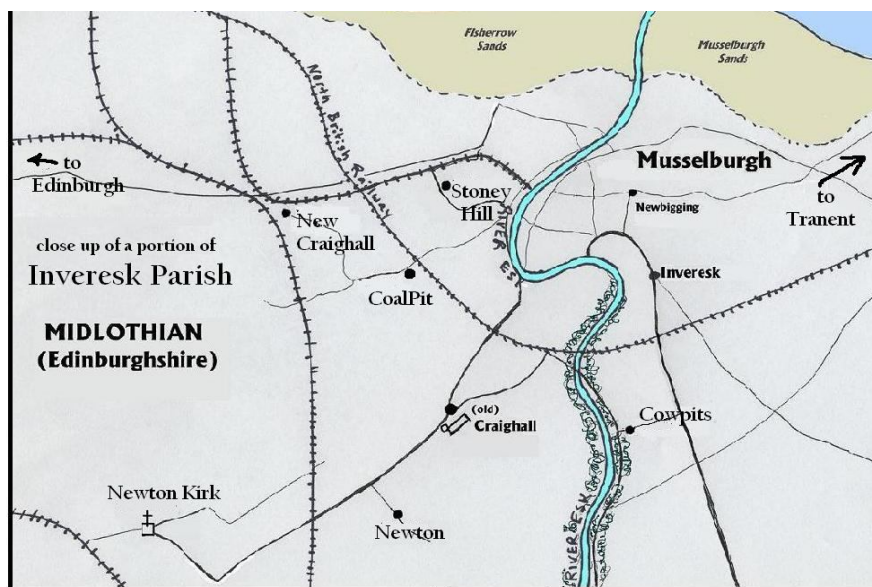 Fisherrow
Sands
Musselburgh
Sands
North British Railway
to
Edinburgh
Musselburgh
to
Tranent
Stoney
Hill
Newbigging
New
Craighall
RIVER ESK
close up of a portion of
Inveresk Parish
CoalPit
Inveresk
MIDLOTHIAN
(Edinburghshire)
(old)
Craighall
Cowpits
Newton Kirk
Newton
RIVER ESK